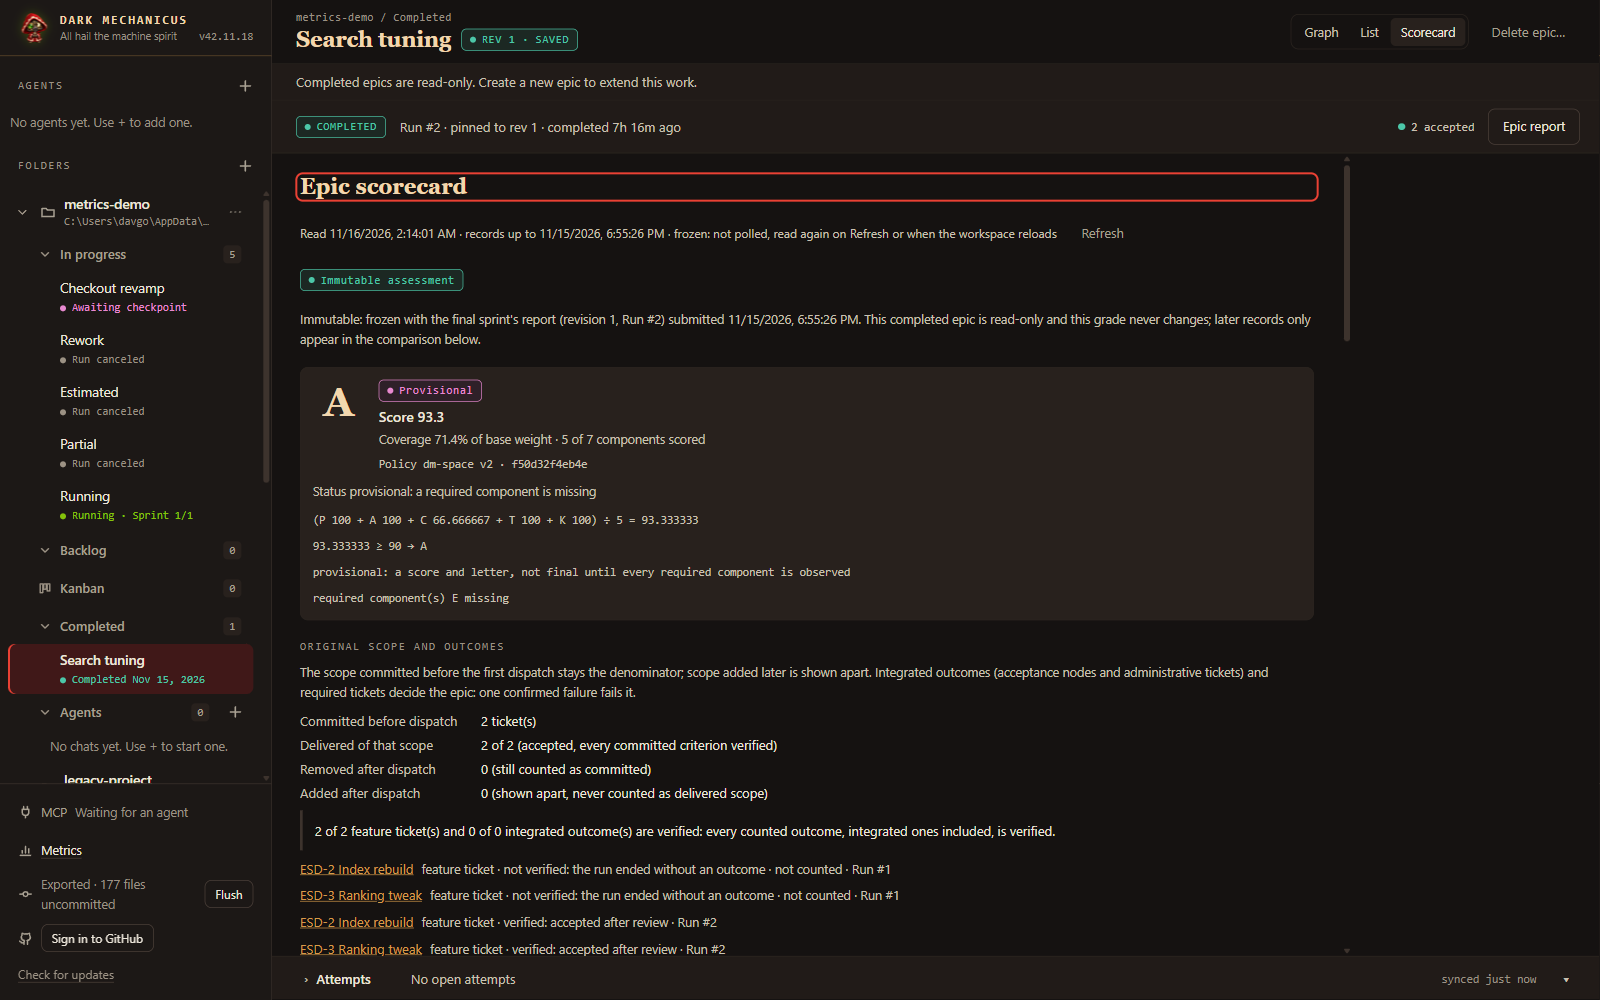 DARK MECHANICUS
All hail the machine spirit v42.11.18
AGENTS
No agents yet. Use + to add one.
FOLDERS
metrics-demo
C:\Users\davgo\AppData\…
In progress 5
Checkout revamp
Awaiting checkpoint
Rework
Run canceled
Estimated
Run canceled
Partial
Run canceled
Running
Running · Sprint 1/1
Backlog 0
Kanban 0
Completed 1
Search tuning
Completed Nov 15, 2026
Agents 0
No chats yet. Use + to start one.
legacy-project
MCP Waiting for an agent
Metrics
Exported · 177 files
uncommitted
Flush
Sign in to GitHub
Check for updates
metrics-demo / Completed
Search tuning REV 1 · SAVED
Graph List Scorecard Delete epic…
Completed epics are read-only. Create a new epic to extend this work.
COMPLETED Run #2 · pinned to rev 1 · completed 7h 16m ago 2 accepted Epic report
Epic scorecard
Read 11/16/2026, 2:14:01 AM · records up to 11/15/2026, 6:55:26 PM · frozen: not polled, read again on Refresh or when the workspace reloads Refresh
Immutable assessment
Immutable: frozen with the final sprint's report (revision 1, Run #2) submitted 11/15/2026, 6:55:26 PM. This completed epic is read-only and this grade never changes; later records only
appear in the comparison below.
A
Provisional
Score 93.3
Coverage 71.4% of base weight · 5 of 7 components scored
Policy dm-space v2 · f50d32f4eb4e
Status provisional: a required component is missing
(P 100 + A 100 + C 66.666667 + T 100 + K 100) ÷ 5 = 93.333333
93.333333 ≥ 90 → A
provisional: a score and letter, not final until every required component is observed
required component(s) E missing
ORIGINAL SCOPE AND OUTCOMES
The scope committed before the first dispatch stays the denominator; scope added later is shown apart. Integrated outcomes (acceptance nodes and administrative tickets) and
required tickets decide the epic: one confirmed failure fails it.
Committed before dispatch 2 ticket(s)
Delivered of that scope 2 of 2 (accepted, every committed criterion verified)
Removed after dispatch 0 (still counted as committed)
Added after dispatch 0 (shown apart, never counted as delivered scope)
2 of 2 feature ticket(s) and 0 of 0 integrated outcome(s) are verified: every counted outcome, integrated ones included, is verified.
ESD-2 Index rebuild feature ticket · not verified: the run ended without an outcome · not counted · Run #1
ESD-3 Ranking tweak feature ticket · not verified: the run ended without an outcome · not counted · Run #1
ESD-2 Index rebuild feature ticket · verified: accepted after review · Run #2
ESD-3 Ranking tweak feature ticket · verified: accepted after review · Run #2
Attempts No open attempts synced just now